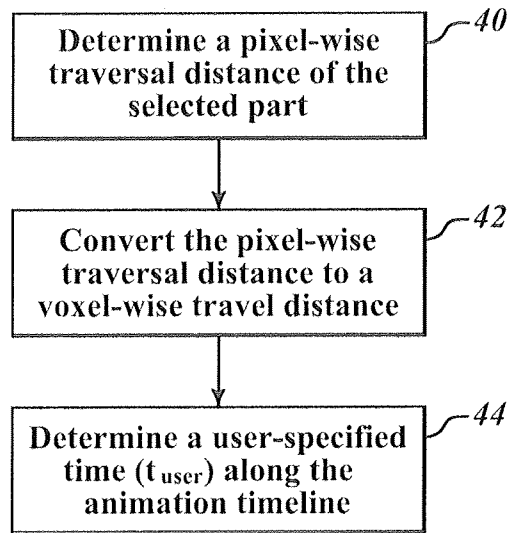 40
Determine a pixel-wise
traversal distance of the
selected part
42
Convert the pixel-wise
traversal distance to a
voxel-wise travel distance
44
Determine a user-specified
time (t user) along the
animation timeline